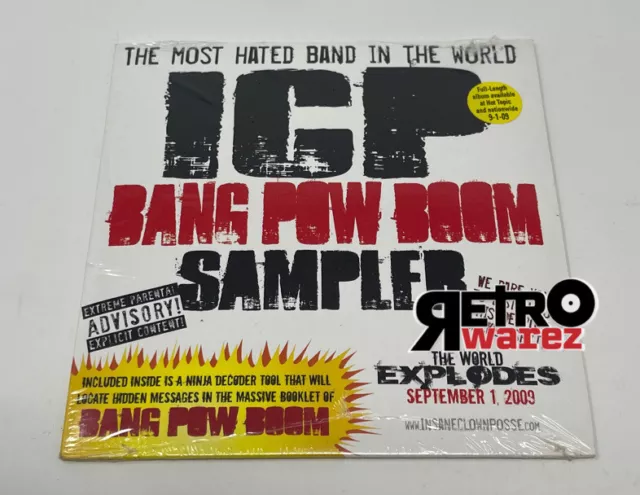 THE MOST HATED BAND IN THE WORLD
ICP
Full-Length
album available
at Hot Topic
and nationwide
9-1-09
BANG POW BOOM
SAMPLER
EXTREME PARENTAL
ADVISORY!
EXPLICIT CONTENT!
RETRO
warez
THE WORLD
EXPLODES
SEPTEMBER 1, 2009
INCLUDED INSIDE IS A NINJA DECODER TOOL THAT WILL
LOCATE HIDDEN MESSAGES IN THE MASSIVE BOOKLET OF
BANG POW BOOM
WWW.INSANECLOWNPOSSE.COM